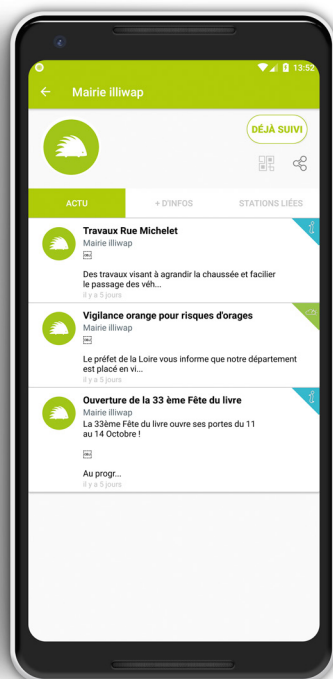 13:52
Mairie illiwap
DÉJÀ SUIVI
ACTU
+ D'INFOS
STATIONS LIÉES
Travaux Rue Michelet
Mairie illiwap
Des travaux visant à agrandir la chaussée et facilier
le passage des véh...
il y a 5 jours
Vigilance orange pour risques d'orages
Mairie illiwap
Le préfet de la Loire vous informe que notre département
est placé en vi...
il y a 5 jours
Ouverture de la 33 ème Fête du livre
Mairie illiwap
La 33ème Fête du livre ouvre ses portes du 11
au 14 Octobre !
Au progr...
il y a 5 jours